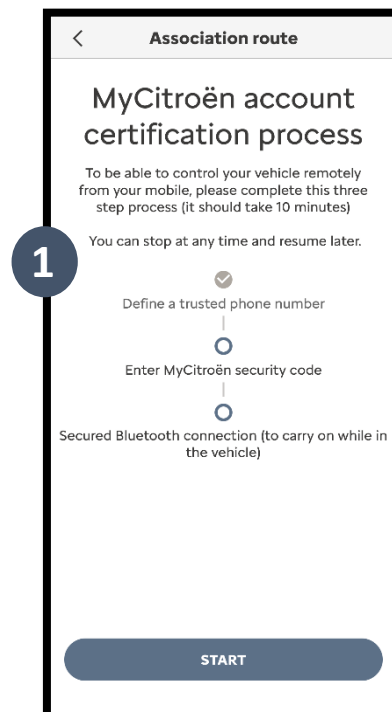 Association route
MyCitroën account
certification process
To be able to control your vehicle remotely
from your mobile, please complete this three
step process (it should take 10 minutes)
You can stop at any time and resume later.
1
Define a trusted phone number
Enter MyCitroën security code
Secured Bluetooth connection (to carry on while in
the vehicle)
START